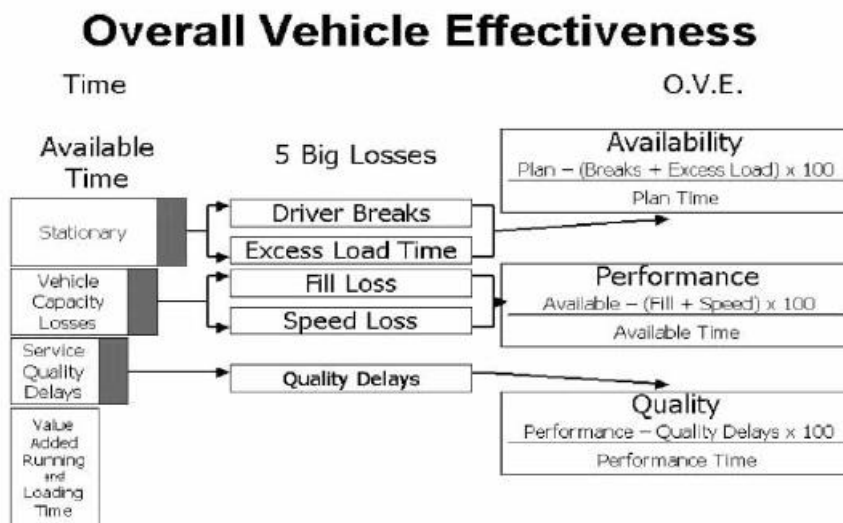 Overall Vehicle Effectiveness
Time
O.V.E.
Available
Time
5 Big Losses
Availability
Plan – (Breaks + Excess Load) x 100
Plan Time
Stationary
Driver Breaks
Excess Load Time
Vehicle
Capacity
Losses
Fill Loss
Speed Loss
Performance
Available – (Fill + Speed) x 100
Available Time
Service
Quality
Delays
Quality Delays
Quality
Performance – Quality Delays x 100
Performance Time
Value
Added
Running
and
Loading
Time